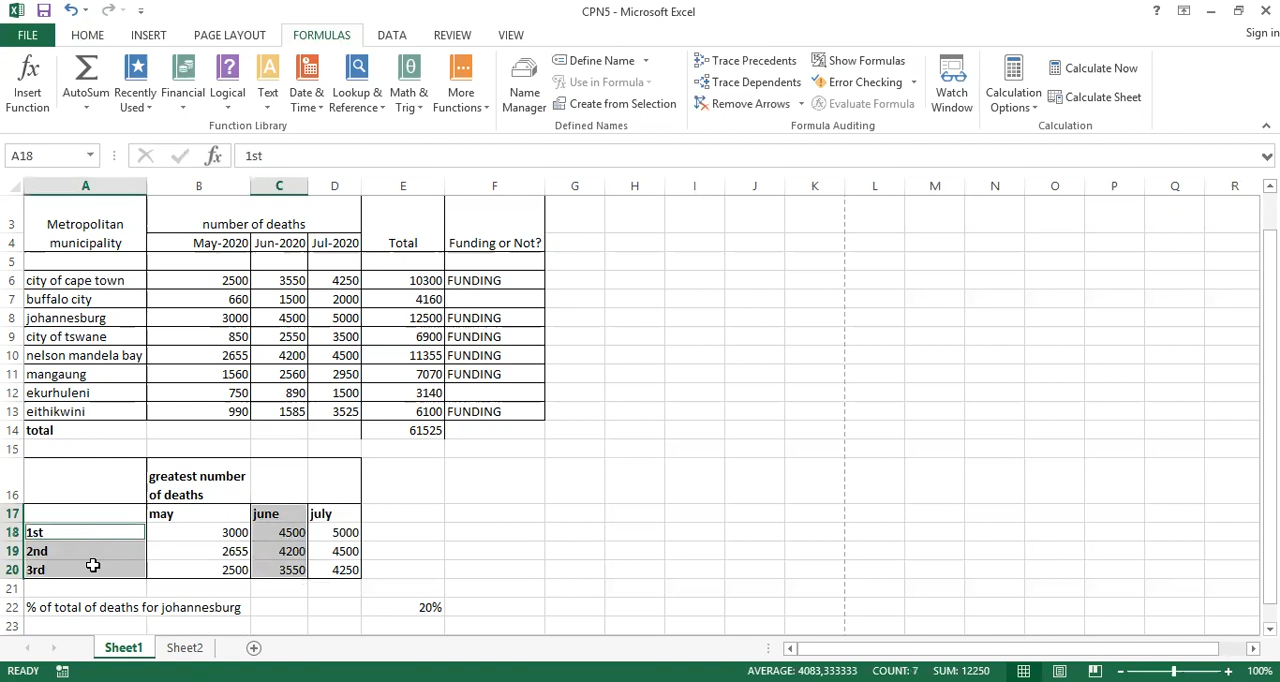 CPN5 - Microsoft Excel
?
FILE HOME INSERT PAGE LAYOUT FORMULAS DATA REVIEW VIEW Sign in
fx Insert Function
Σ AutoSum
Recently Used
Financial
Logical
A Text
Date & Time
Lookup & Reference
θ Math & Trig
More Functions
Function Library
Name Manager
Define Name
Use in Formula
Create from Selection
Defined Names
Trace Precedents
Trace Dependents
Remove Arrows
Show Formulas
Error Checking
Evaluate Formula
Formula Auditing
Watch Window
Calculation Options
Calculate Now
Calculate Sheet
Calculation
A18 fx 1st
A B C D E F G H I J K L M N O P Q R
3 Metropolitan number of deaths
4 municipality May-2020 Jun-2020 Jul-2020 Total Funding or Not?
5
6 city of cape town 2500 3550 4250 10300 FUNDING
7 buffalo city 660 1500 2000 4160
8 johannesburg 3000 4500 5000 12500 FUNDING
9 city of tswane 850 2550 3500 6900 FUNDING
10 nelson mandela bay 2655 4200 4500 11355 FUNDING
11 mangaung 1560 2560 2950 7070 FUNDING
12 ekurhuleni 750 890 1500 3140
13 eithikwini 990 1585 3525 6100 FUNDING
14 total 61525
15
greatest number
16 of deaths
17 may june july
18 1st 3000 4500 5000
19 2nd 2655 4200 4500
20 3rd 2500 3550 4250
21
22 % of total of deaths for johannesburg 20%
23
Sheet1 Sheet2
READY AVERAGE: 4083,333333 COUNT: 7 SUM: 12250 100%